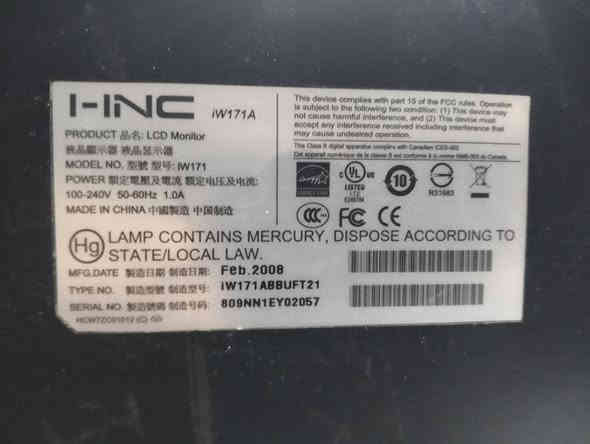 I-INC iW171A
PRODUCT 品名: LCD Monitor
液晶顯示器 液晶显示器
MODEL NO. 型號 型号: iW171
POWER 額定電壓及電流 额定电压及电流:
100-240V 50-60Hz 1.0A
MADE IN CHINA 中國製造 中国制造
This device complies with part 15 of the FCC rules. Operation
is subject to the following two condition: (1) This device may
not cause harmful interference, and (2) This device must
accept any interference received including interference that
may cause undesired operation.
This Class B digital apparatus complies with Canadian ICES-003
Cet appareil numérique de la classe B est conforme à la norme NMB-003 du Canada.
C UL US
LISTED
10
R31663
CCC FC CE
Hg LAMP CONTAINS MERCURY, DISPOSE ACCORDING TO
STATE/LOCAL LAW.
MFG.DATE 製造日期 制造日期: Feb.2008
TYPE NO. 製造型號 制造型号: iW171ABBUFT21
SERIAL NO. 製造號碼 制造号码: 809NN1EY02057